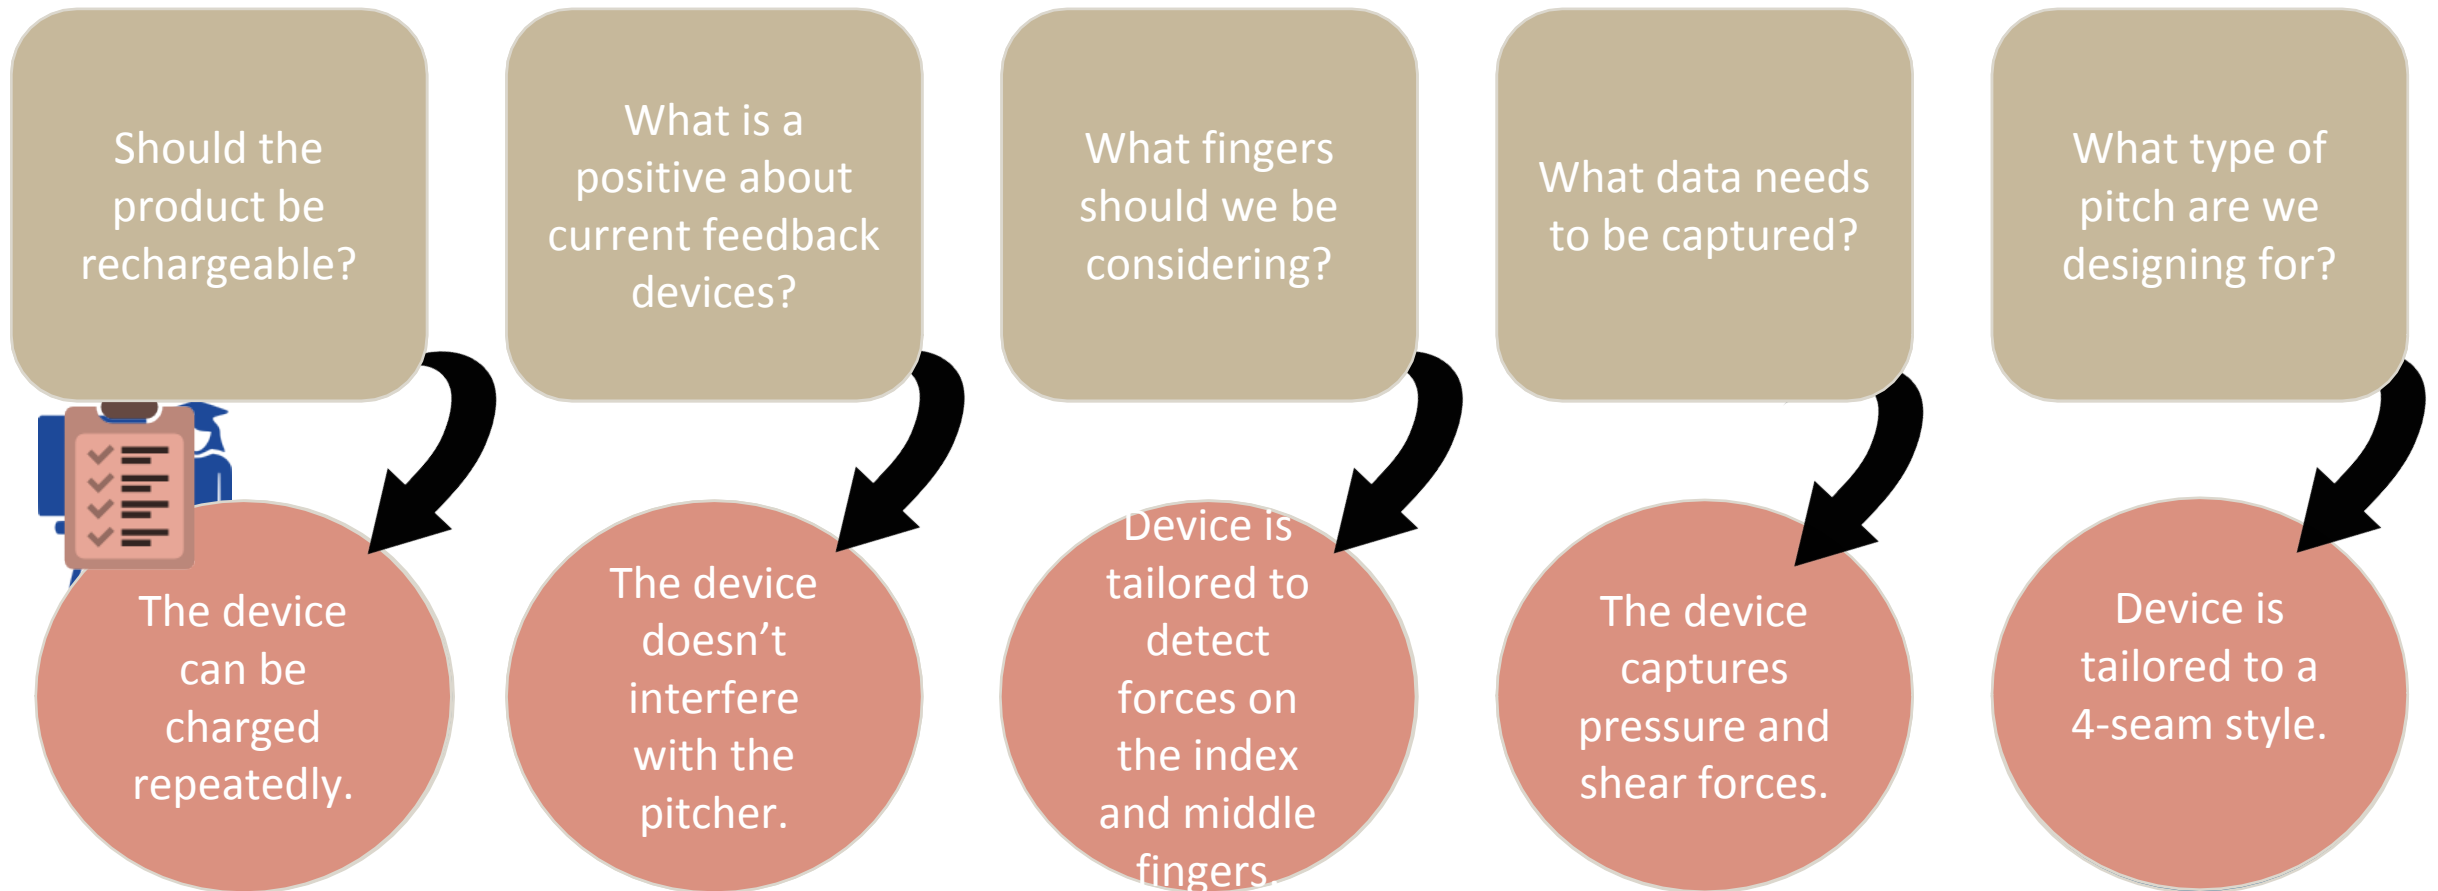 Should the
product be
rechargeable?
What is a
positive about
current feedback
devices?
What fingers
should we be
considering?
What data needs
to be captured?
What type of
pitch are we
designing for?
The device
can be
charged
repeatedly.
The device
doesn’t
interfere
with the
pitcher.
Device is
tailored to
detect
forces on
the index
and middle
fingers.
The device
captures
pressure and
shear forces.
Device is
tailored to a
4-seam style.